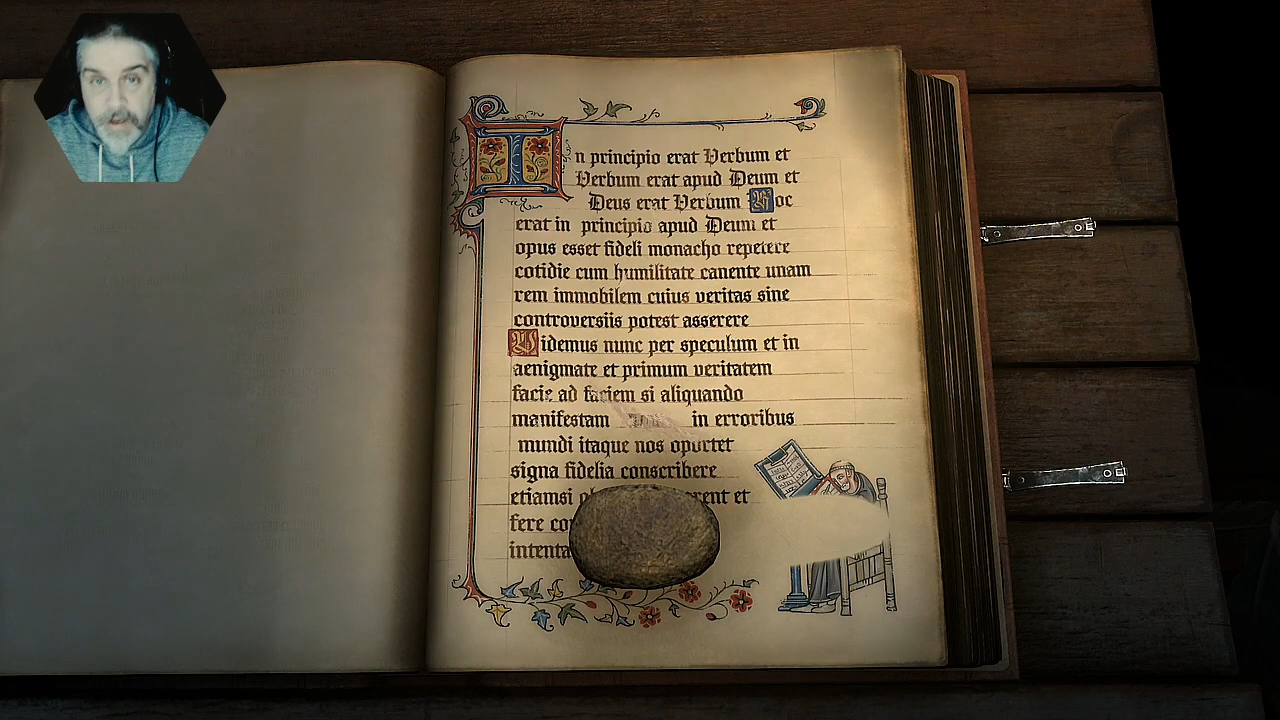 In principio erat Verbum et
Verbum erat apud Deum et
Deus erat Verbum Hoc
erat in principio apud Deum et
opus esset fideli monacho repetere
cotidie cum humilitate canente unam
rem immobilem cuius veritas sine
controversiis potest asserere
Videmus nunc per speculum et in
aenigmate et primum veritatem
facie ad faciem si aliquando
manifestam in erroribus
mundi itaque nos oportet
signa fidelia conscribere
etiamsi et
fere